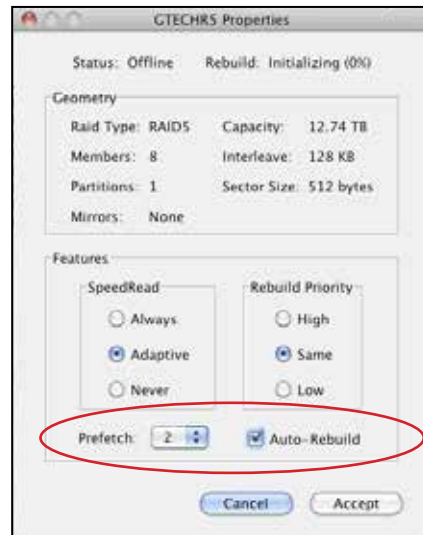 GTECHR5 Properties
Status: Offline Rebuild: Initializing (0%)
Geometry
Raid Type: RAID5 Capacity: 12.74 TB
Members: 8 Interleave: 128 KB
Partitions: 1 Sector Size: 512 bytes
Mirrors: None
Features
SpeedRead Rebuild Priority
Always High
Adaptive Same
Never Low
Prefetch: 2 Auto-Rebuild
Cancel Accept